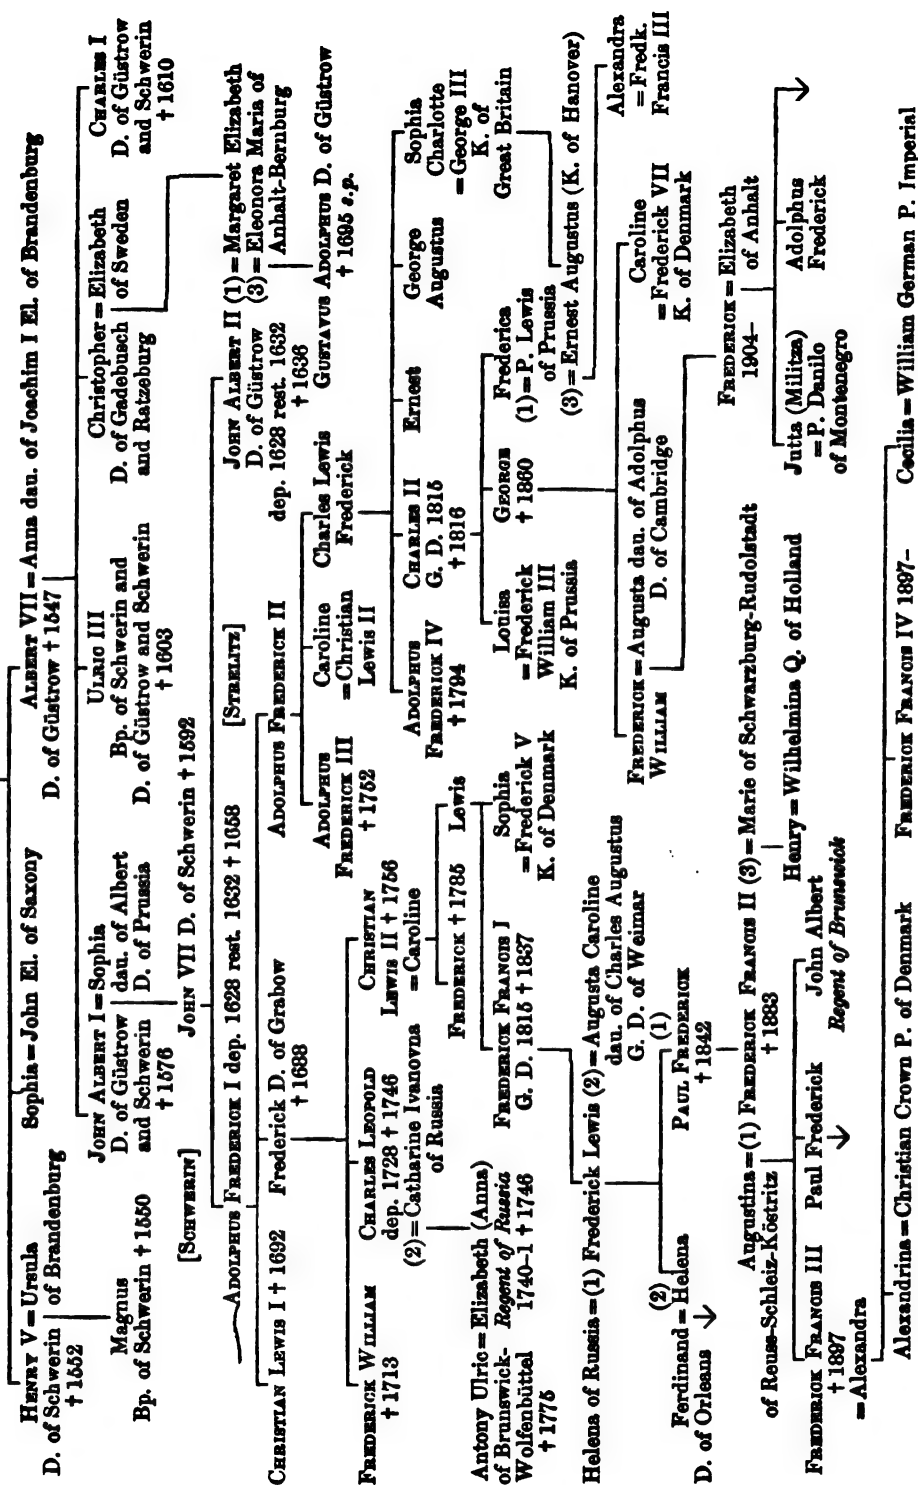 HENRY V = Ursula
D. of Schwerin of Brandenburg
† 1552
Sophia = John El. of Saxony
ALBERT VII = Anna dau. of Joachim I El. of Brandenburg
D. of Güstrow † 1547
Magnus
Bp. of Schwerin † 1550
JOHN ALBERT I = Sophia
D. of Güstrow dau. of Albert
and Schwerin D. of Prussia
† 1576
ULRIC III
Bp. of Schwerin and
D. of Güstrow and Schwerin
† 1603
Christopher = Elizabeth
D. of Gadebusch of Sweden
and Ratzeburg
CHARLES I
D. of Güstrow
and Schwerin
† 1610
[SCHWERIN]
JOHN VII D. of Schwerin † 1592
ADOLPHUS FREDERICK I dep. 1628 rest. 1632 † 1658
[STRELITZ]
JOHN ALBERT II (1) = Margaret Elizabeth
D. of Güstrow (3) = Eleonora Maria of
dep. 1628 rest. 1632 Anhalt-Bernburg
† 1636
GUSTAVUS ADOLPHUS D. of Güstrow
† 1695 s.p.
CHRISTIAN LEWIS I † 1692
Frederick D. of Grabow
† 1688
ADOLPHUS FREDERICK II
FREDERICK WILLIAM
† 1713
CHARLES LEOPOLD
dep. 1728 † 1746
(2) = Catharine Ivanovna
of Russia
CHRISTIAN
LEWIS II † 1756
= Caroline
ADOLPHUS
FREDERICK III
† 1752
Caroline
= Christian
Lewis II
Charles Lewis
Frederick
Antony Ulric = Elizabeth (Anna)
of Brunswick- Regent of Russia
Wolfenbüttel 1740-1 † 1746
† 1775
FREDERICK † 1785
Lewis
ADOLPHUS
FREDERICK IV
† 1794
CHARLES II
G. D. 1815
† 1816
Ernest
George
Augustus
Sophia
Charlotte
= George III
K. of
Great Britain
FREDERICK FRANCIS I
G. D. 1815 † 1837
Sophia
= Frederick V
K. of Denmark
Louisa
= Frederick
William III
K. of Prussia
GEORGE
† 1860
Frederica
(1) = P. Lewis
of Prussia
(3) = Ernest Augustus (K. of Hanover)
Helena of Russia = (1) Frederick Lewis (2) = Augusta Caroline
dau. of Charles Augustus
G. D. of Weimar
FREDERICK = Augusta dau. of Adolphus
WILLIAM D. of Cambridge
Caroline
= Frederick VII
K. of Denmark
Alexandra
= Fredk.
Francis III
(2) (1)
Ferdinand = Helena
D. of Orleans
PAUL FREDERICK
† 1842
FREDERICK = Elizabeth
1904– of Anhalt
Augustina = (1) FREDERICK FRANCIS II (3) = Marie of Schwarzburg-Rudolstadt
of Reuss-Schleiz-Köstritz † 1883
Henry = Wilhelmina Q. of Holland
Jutta (Militza)
= P. Danilo
of Montenegro
Adolphus
Frederick
FREDERICK FRANCIS III
† 1897
= Alexandra
Paul Frederick
John Albert
Regent of Brunswick
Alexandrina = Christian Crown P. of Denmark
FREDERICK FRANCIS IV 1897–
Cecilia = William German P. Imperial